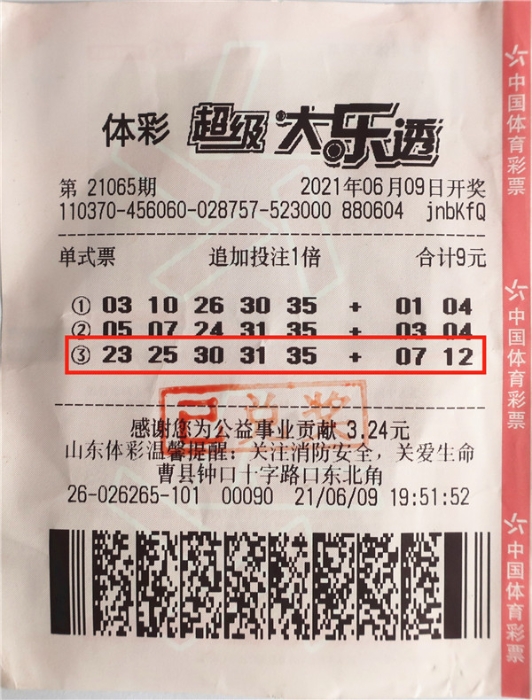 体彩 超级大乐透
第 21065期 2021年06月09日开奖
110370-456060-028757-523000 880604 jnbKfQ
单式票 追加投注1倍 合计9元
① 03 10 26 30 35 + 01 04
② 05 07 24 31 35 + 03 04
③ 23 25 30 31 35 + 07 12
已兑奖
感谢您为公益事业贡献 3.24元
山东体彩温馨提醒：关注消防安全，关爱生命
曹县钟口十字路口东北角
26-026265-101 00090 21/06/09 19:51:52
中国体育彩票
中国体育彩票
中国体育彩票